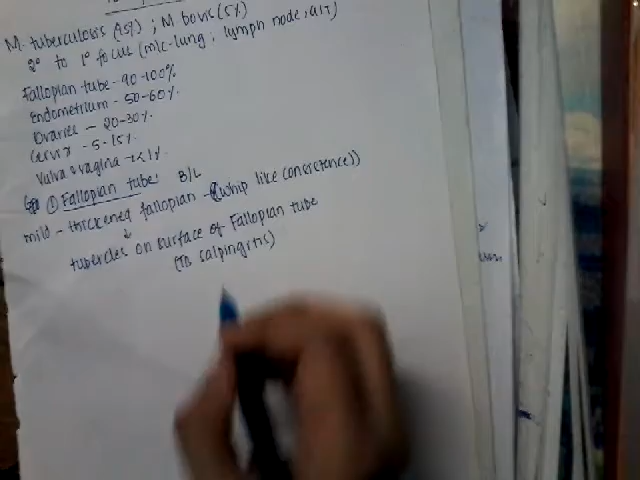 M. tuberculosis (95%) ; M bovis (5%)
2° to 1° focus (m/c-lung, lymph node, GIT)
Fallopian tube - 90-100%
Endometrium - 50-60%
Ovaries - 20-30%
Cervix - 5-15%
Vulva & vagina - <1%
① Fallopian tube: B/L
mild - thickened fallopian - (whip like consistence))
↓
tubercles on surface of Fallopian tube
(TB salpingitis)